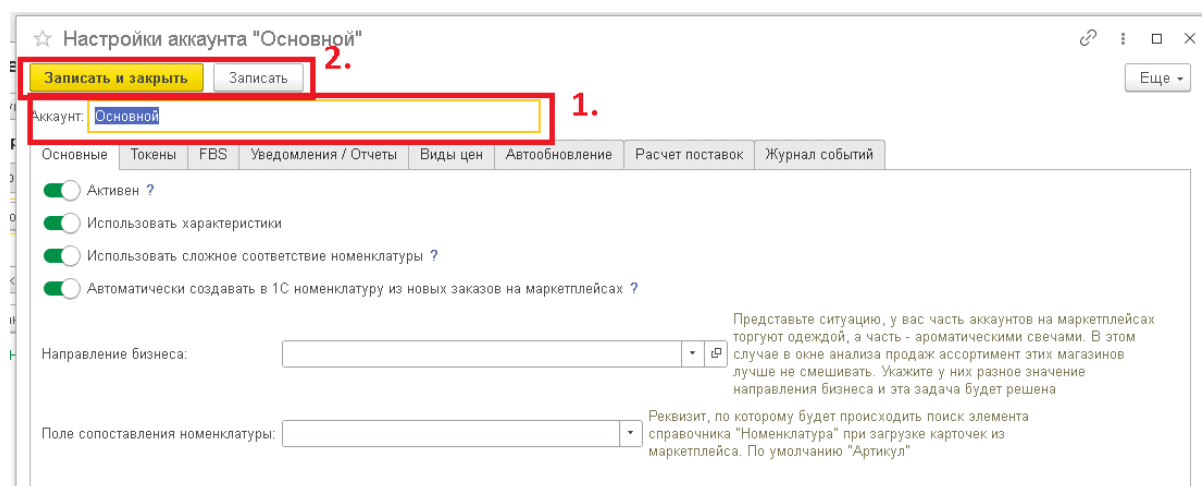 Настройки аккаунта "Основной"
2.
Записать и закрыть Записать Еще
1.
Аккаунт: Основной
Основные Токены FBS Уведомления / Отчеты Виды цен Автообновление Расчет поставок Журнал событий
Активен ?
Использовать характеристики
Использовать сложное соответствие номенклатуры ?
Автоматически создавать в 1С номенклатуру из новых заказов на маркетплейсах ?
Направление бизнеса:
Представьте ситуацию, у вас часть аккаунтов на маркетплейсах
торгуют одеждой, а часть - ароматическими свечами. В этом
случае в окне анализа продаж ассортимент этих магазинов
лучше не смешивать. Укажите у них разное значение
направления бизнеса и эта задача будет решена
Поле сопоставления номенклатуры:
Реквизит, по которому будет происходить поиск элемента
справочника "Номенклатура" при загрузке карточек из
маркетплейса. По умолчанию "Артикул"